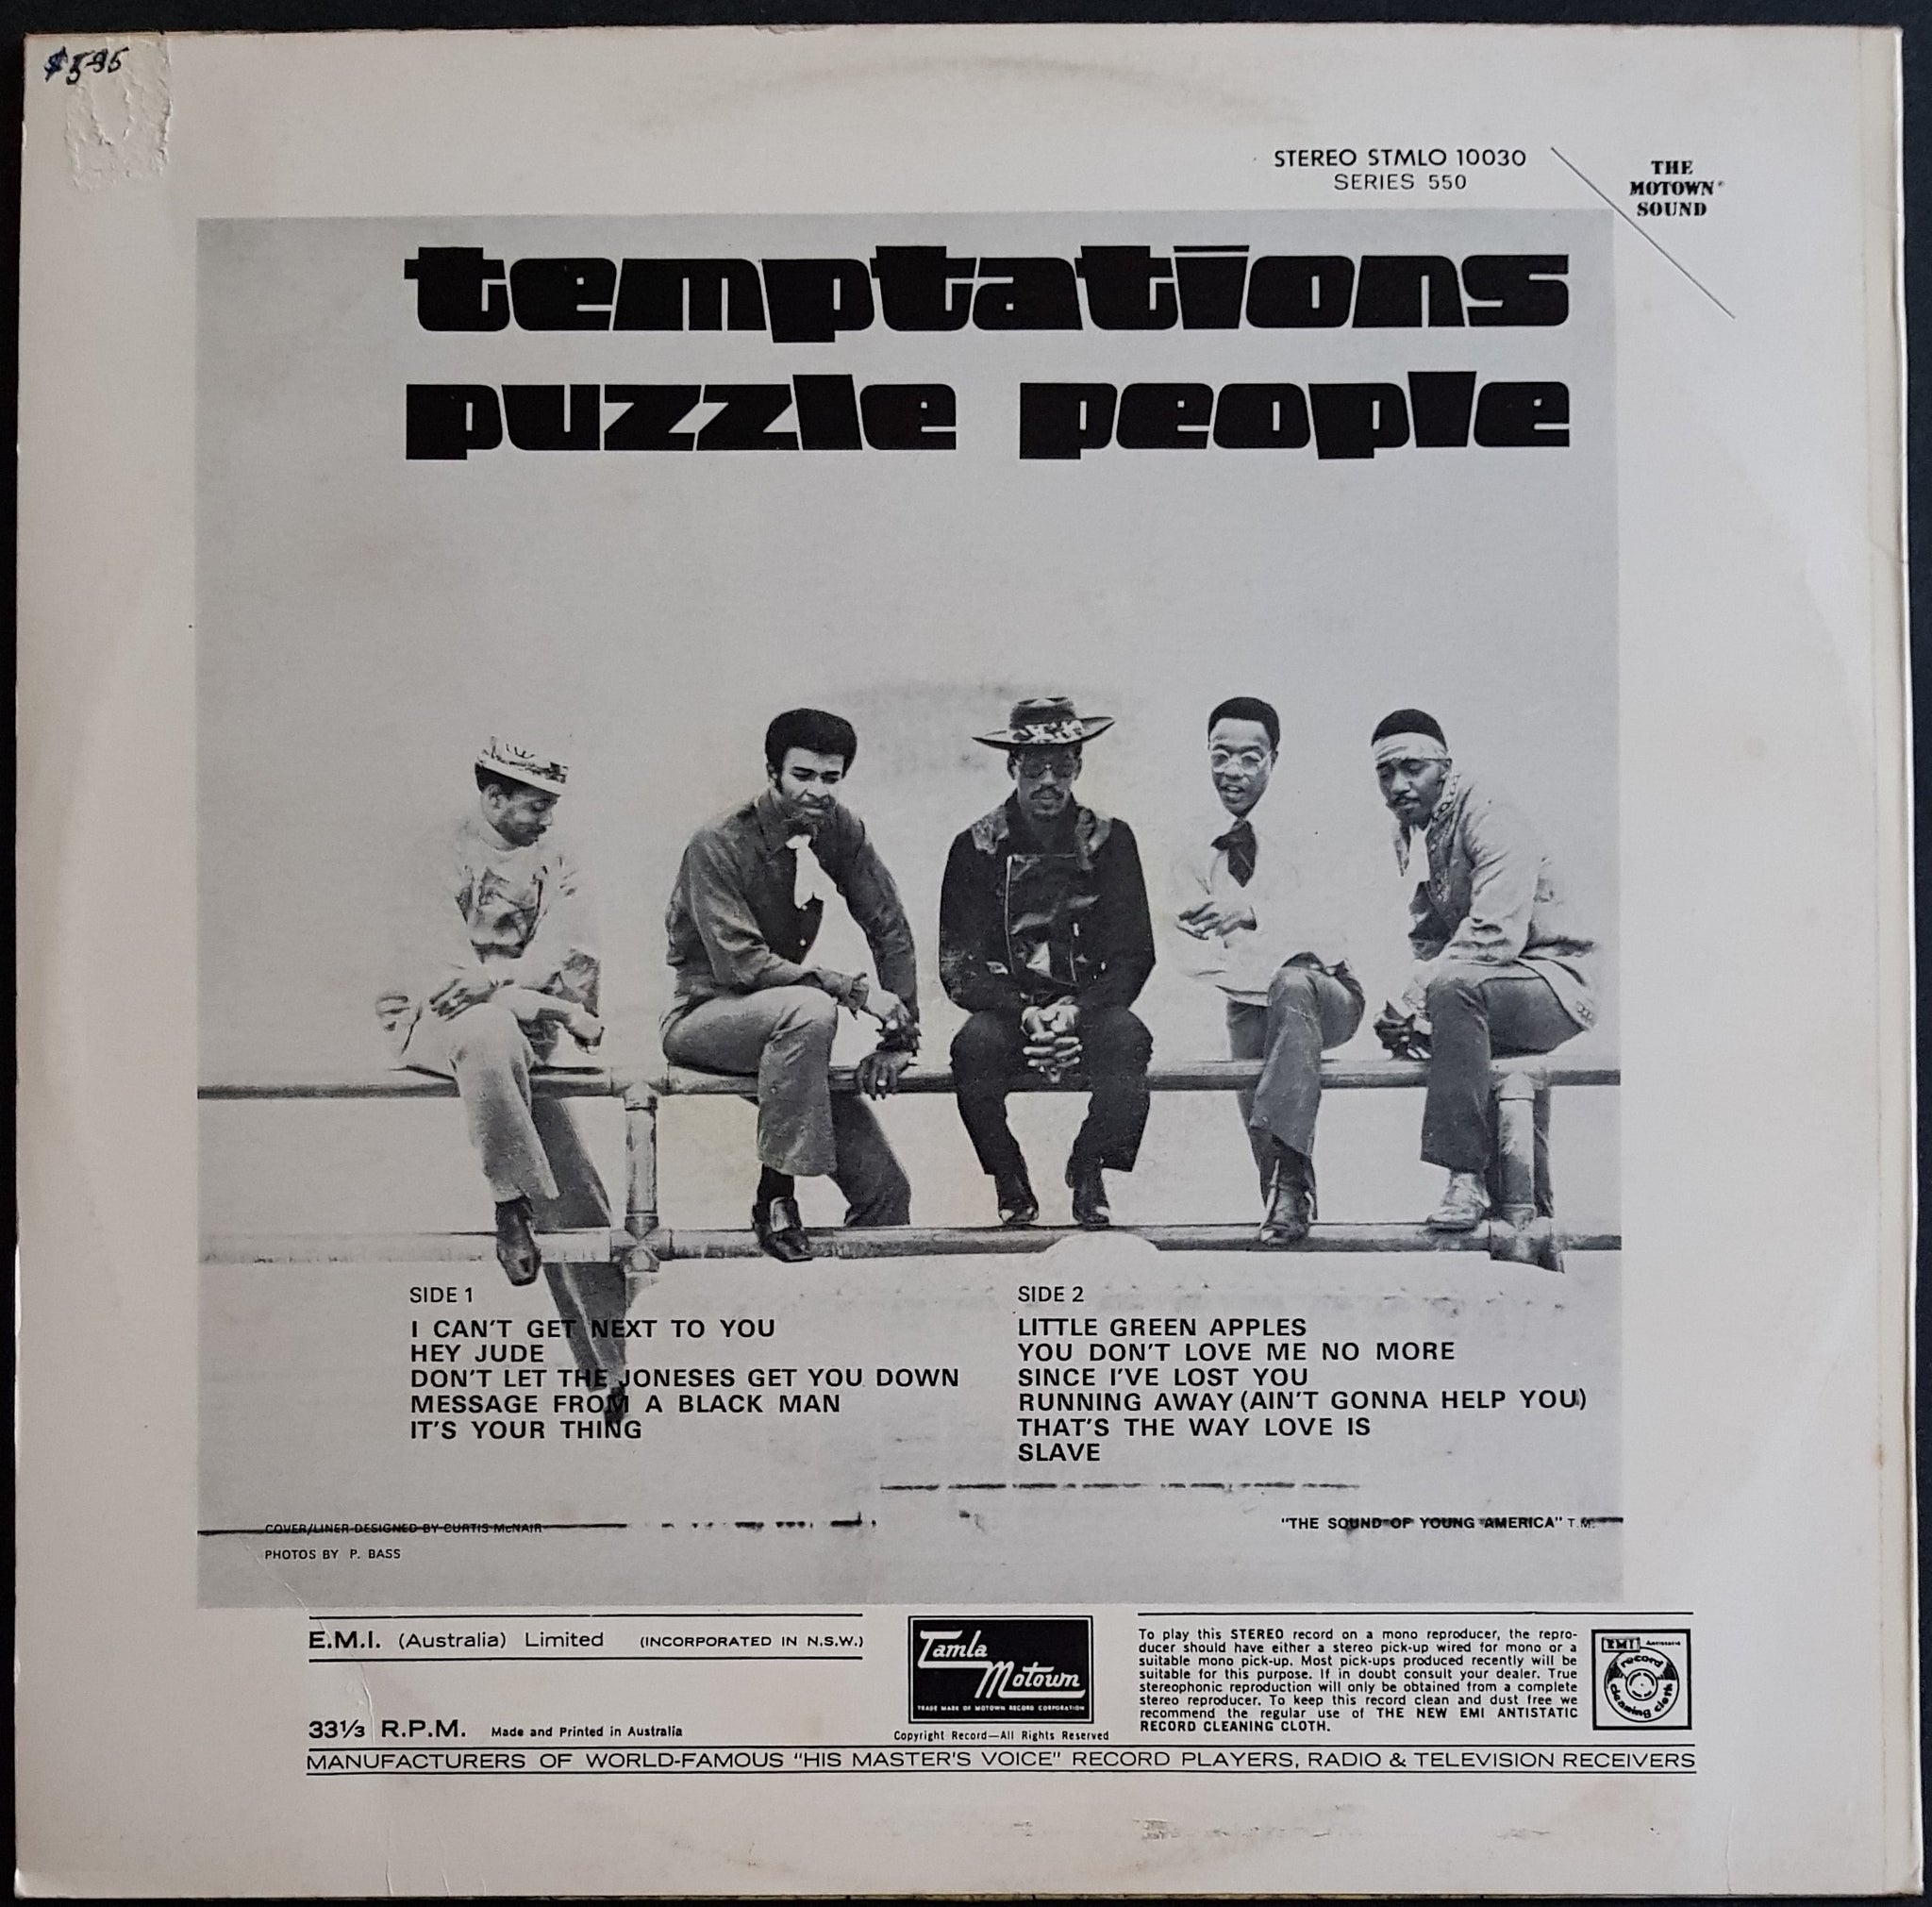 $5-95
STEREO STMLO 10030
SERIES 550
THE
MOTOWN®
SOUND
temptations
puzzle people
SIDE 1
I CAN'T GET NEXT TO YOU
HEY JUDE
DON'T LET THE JONESES GET YOU DOWN
MESSAGE FROM A BLACK MAN
IT'S YOUR THING
SIDE 2
LITTLE GREEN APPLES
YOU DON'T LOVE ME NO MORE
SINCE I'VE LOST YOU
RUNNING AWAY (AIN'T GONNA HELP YOU)
THAT'S THE WAY LOVE IS
SLAVE
COVER/LINER DESIGNED BY CURTIS McNAIR
PHOTOS BY P. BASS
"THE SOUND OF YOUNG AMERICA" T.M.
E.M.I. (Australia) Limited (INCORPORATED IN N.S.W.)
33⅓ R.P.M. Made and Printed in Australia
Tamla
Motown
TRADE MARK OF MOTOWN RECORD CORPORATION
Copyright Record—All Rights Reserved
To play this STEREO record on a mono reproducer, the repro-
ducer should have either a stereo pick-up wired for mono or a
suitable mono pick-up. Most pick-ups produced recently will be
suitable for this purpose. If in doubt consult your dealer. True
stereophonic reproduction will only be obtained from a complete
stereo reproducer. To keep this record clean and dust free we
recommend the regular use of THE NEW EMI ANTISTATIC
RECORD CLEANING CLOTH.
EMI Antistatic
record
cleaning cloth
MANUFACTURERS OF WORLD-FAMOUS "HIS MASTER'S VOICE" RECORD PLAYERS, RADIO & TELEVISION RECEIVERS